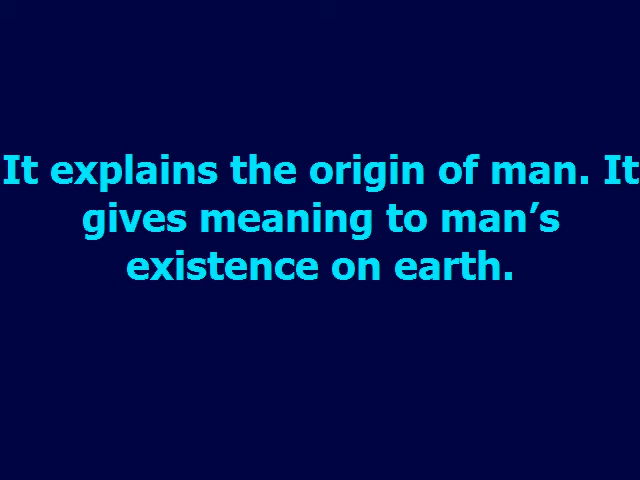 It explains the origin of man. It
gives meaning to man’s
existence on earth.